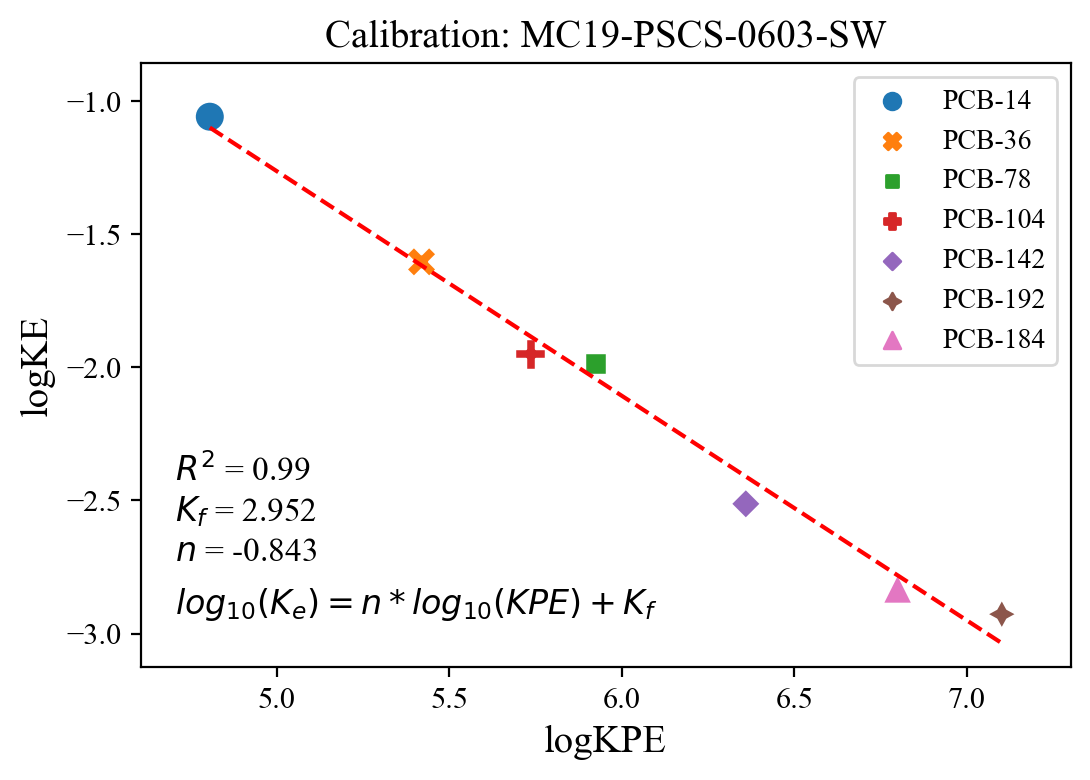 Calibration: MC19-PSCS-0603-SW
PCB-14
PCB-36
PCB-78
PCB-104
PCB-142
PCB-192
PCB-184
−1.0
−1.5
−2.0
−2.5
−3.0
logKE
R² = 0.99
K_f = 2.952
n = -0.843
log₁₀(K_e) = n * log₁₀(KPE) + K_f
5.0
5.5
6.0
6.5
7.0
logKPE